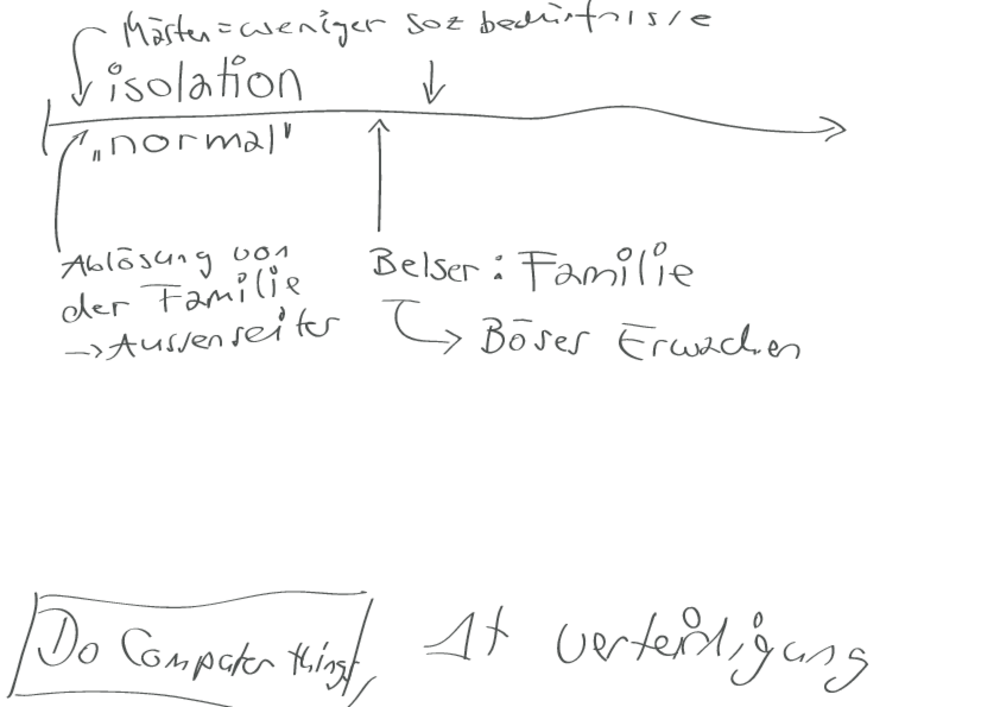 Mästen = weniger soz bedürfnisse
isolation
„normal"
Ablösung von
der Familie
→ Aussenseiter
Belser: Familie
→ Böses Erwachen
Do Computer things
1t verteidigung